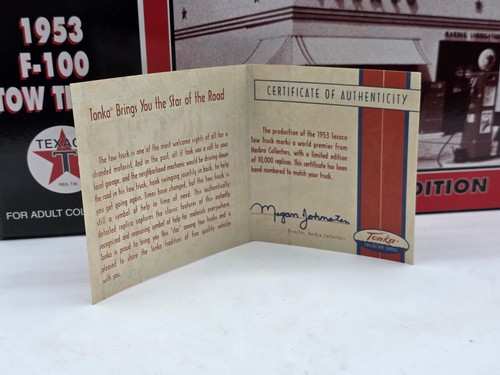 1953
F-100
TOW
TEXACO
T
REG. T.M.
FOR ADULT COL
DITION
Tonka® Brings You the Star of the Road
The tow truck is one of the most welcome sights of all for a
stranded motorist. And in the past, all it took was a call to your
local garage, and the neighborhood mechanic would be driving down
the road in his tow truck, hook swinging jauntily in back, to help
you get going again. Times have changed, but the tow truck is
still a symbol of help in time of need. This authentically
detailed replica captures the classic features of this instantly
recognized and reassuring symbol of help for motorists everywhere.
Tonka is proud to bring you this "star" among tow trucks and is
pleased to share the Tonka tradition of fine quality vehicles
with you.
CERTIFICATE OF AUTHENTICITY
The production of the 1953 Texaco
Tow Truck marks a world premier from
Hasbro Collectors, with a limited edition
of 10,000 replicas. This certificate has been
hand numbered to match your truck.
Megan Johnston
Director, Hasbro Collectors
Tonka
COLLECTOR SERIES